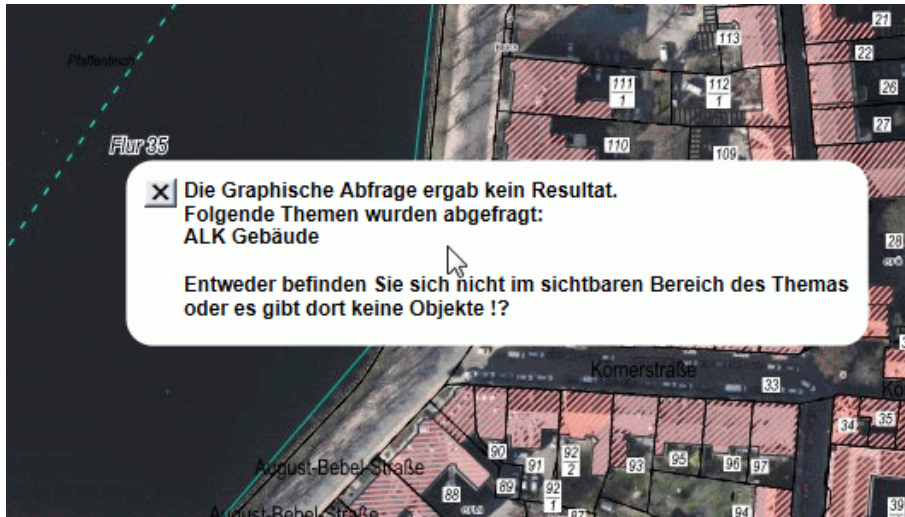 Pfaffenteich
Flur 35
113
111
1
112
1
110
109
21
22
26
27
28
Die Graphische Abfrage ergab kein Resultat.
Folgende Themen wurden abgefragt:
ALK Gebäude
Entweder befinden Sie sich nicht im sichtbaren Bereich des Themas
oder es gibt dort keine Objekte !?
Körnerstraße
33
34
35
90
91
92
2
93
95
96
97
August-Bebel-Straße
88
89
92
1
94
39
August-Bebel-Straße